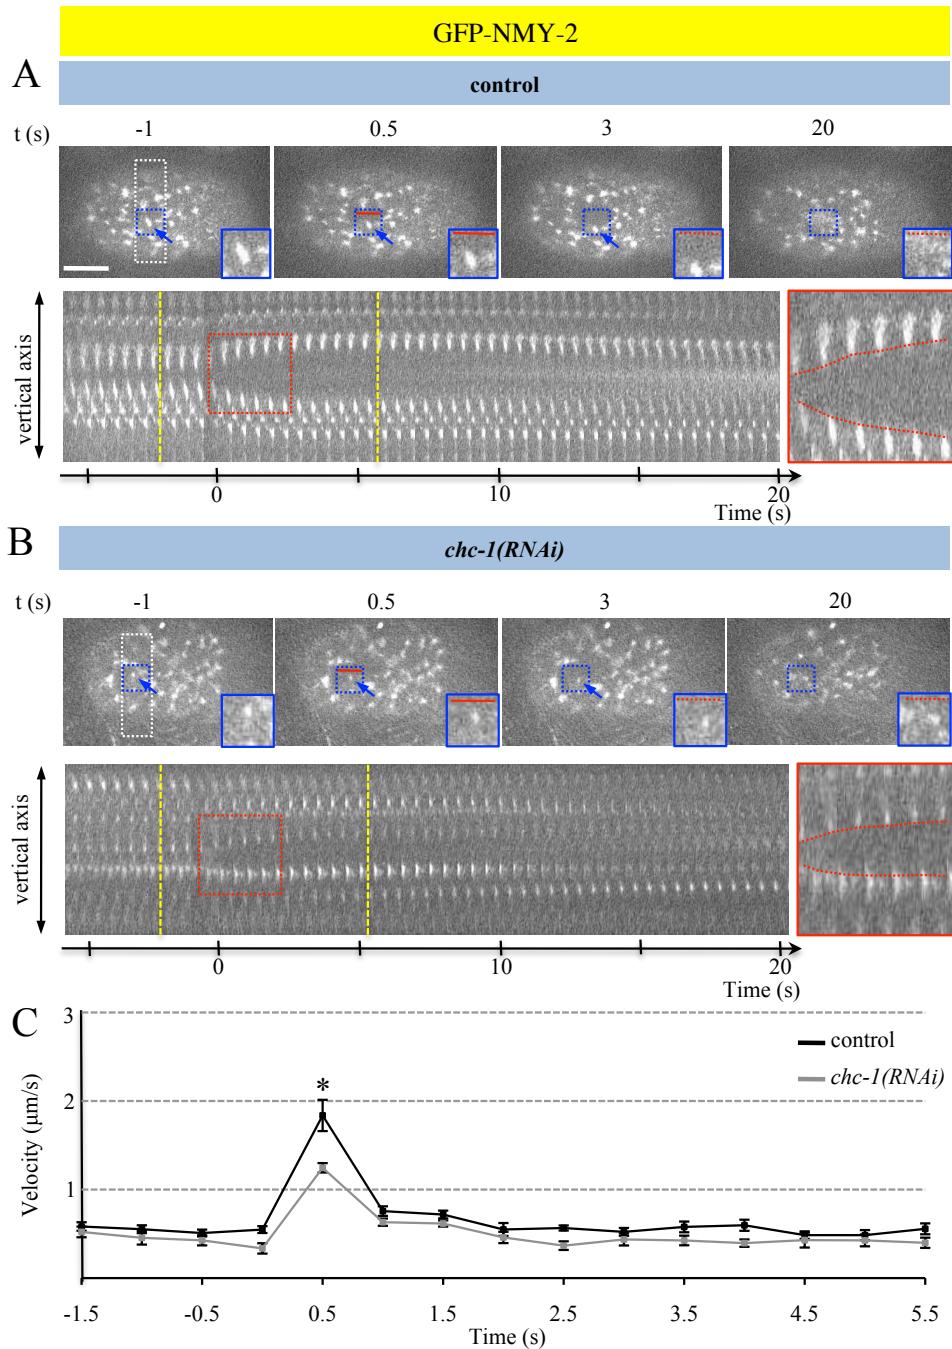 GFP-NMY-2
A
control
t (s) -1 0.5 3 20
vertical axis
0 10 20
Time (s)
B
chc-1(RNAi)
t (s) -1 0.5 3 20
vertical axis
0 10 20
Time (s)
C
3
control
chc-1(RNAi)
*
2
1
Velocity (µm/s)
-1.5 -0.5 0.5 1.5 2.5 3.5 4.5 5.5
Time (s)